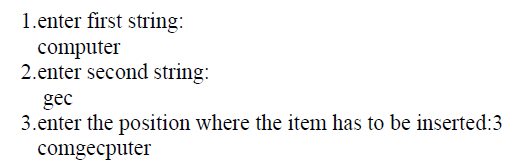 1.enter first string:
computer
2.enter second string:
gec
3.enter the position where the item has to be inserted:3
comgecputer